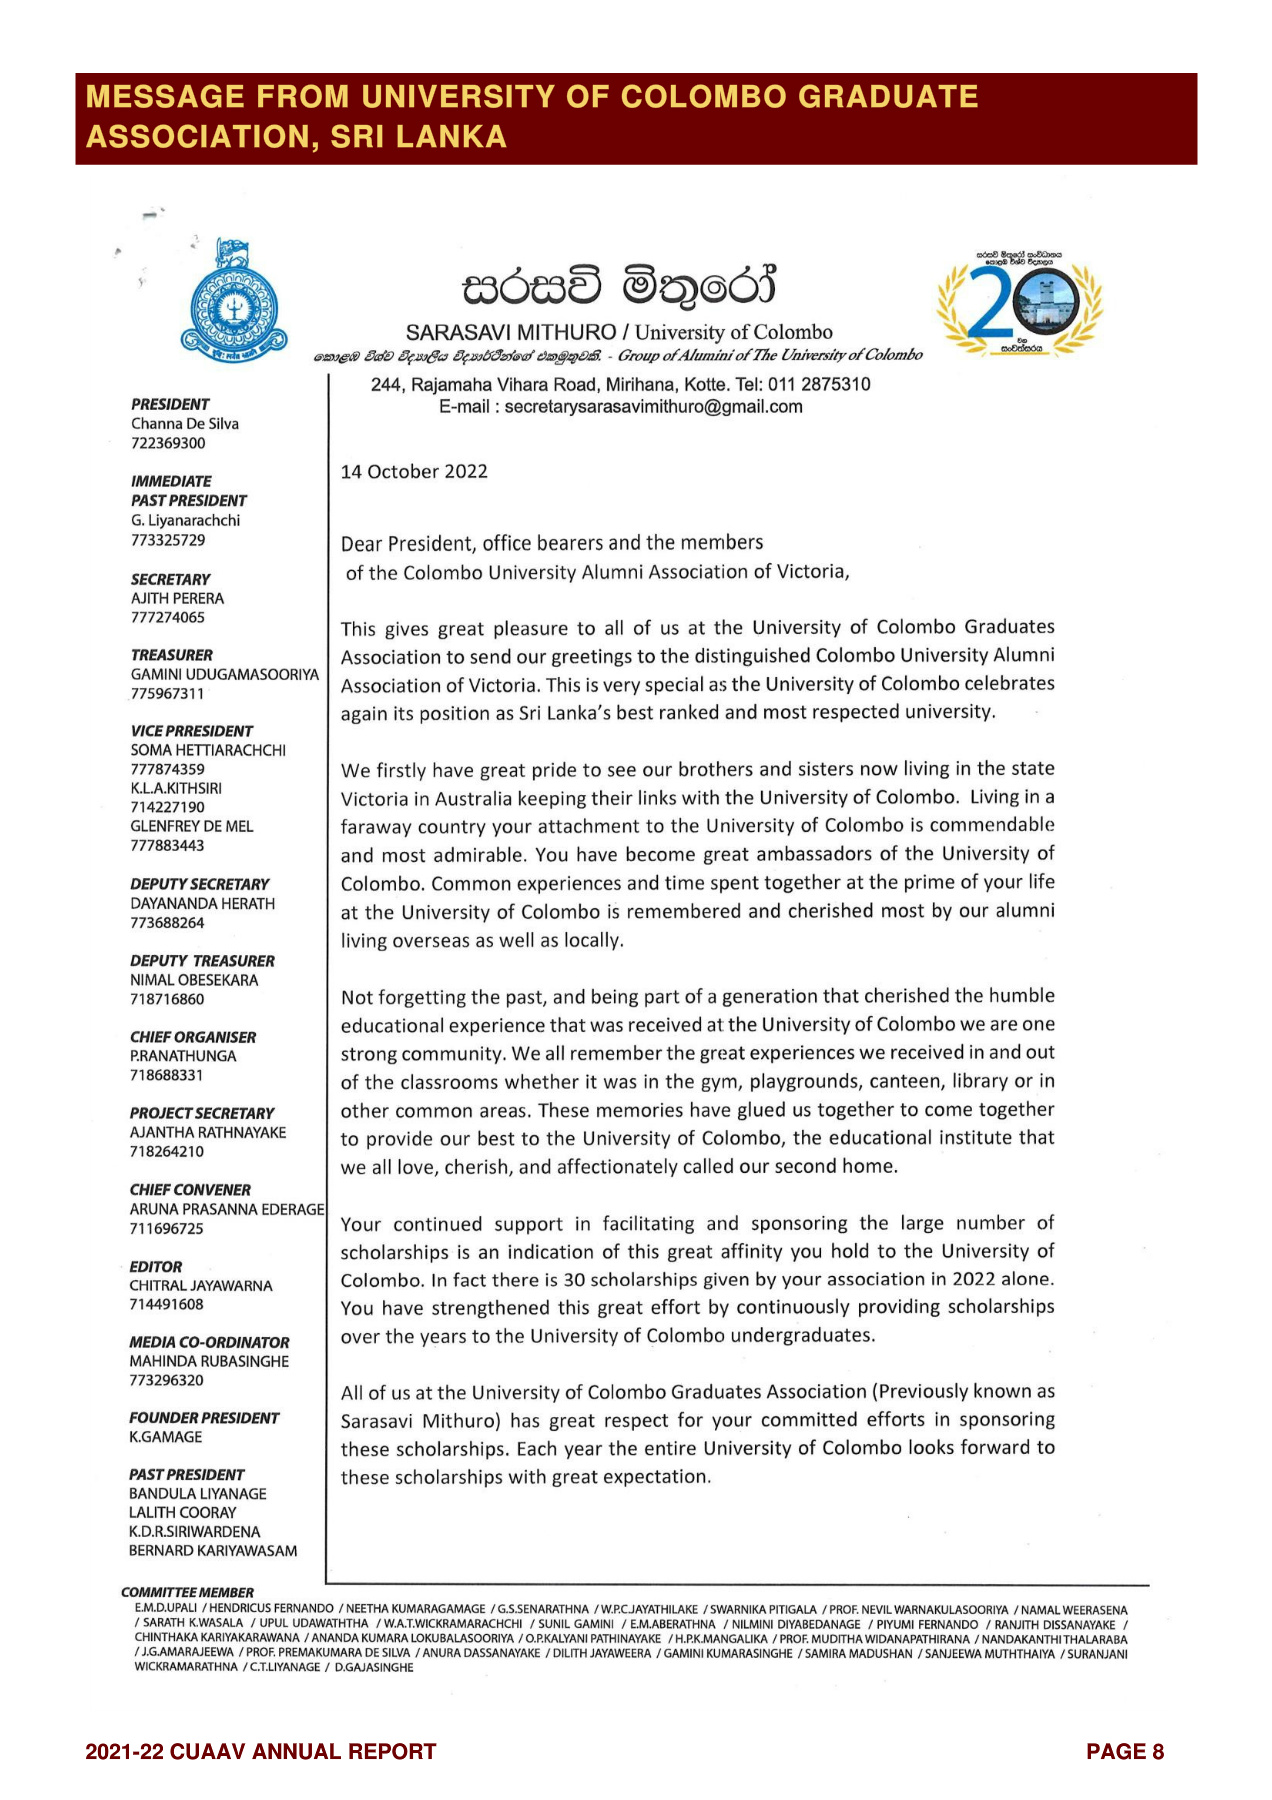 MESSAGE FROM UNIVERSITY OF COLOMBO GRADUATE
ASSOCIATION, SRI LANKA
සරසවි මිතුරෝ සංවිධානය
කොළඹ විශ්ව විද්‍යාලය
20
වන
සංවත්සරය
සරසවි මිතුරෝ
SARASAVI MITHURO / University of Colombo
කොළඹ විශ්ව විද්‍යාලීය විද්‍යාර්ථීන්ගේ එකමුතුවකි. - Group of Alumini of The University of Colombo
244, Rajamaha Vihara Road, Mirihana, Kotte. Tel: 011 2875310
E-mail : secretarysarasavimithuro@gmail.com
PRESIDENT
Channa De Silva
722369300
IMMEDIATE
PAST PRESIDENT
G. Liyanarachchi
773325729
SECRETARY
AJITH PERERA
777274065
TREASURER
GAMINI UDUGAMASOORIYA
775967311
VICE PRRESIDENT
SOMA HETTIARACHCHI
777874359
K.L.A.KITHSIRI
714227190
GLENFREY DE MEL
777883443
DEPUTY SECRETARY
DAYANANDA HERATH
773688264
DEPUTY TREASURER
NIMAL OBESEKARA
718716860
CHIEF ORGANISER
P.RANATHUNGA
718688331
PROJECT SECRETARY
AJANTHA RATHNAYAKE
718264210
CHIEF CONVENER
ARUNA PRASANNA EDERAGE
711696725
EDITOR
CHITRAL JAYAWARNA
714491608
MEDIA CO-ORDINATOR
MAHINDA RUBASINGHE
773296320
FOUNDER PRESIDENT
K.GAMAGE
PAST PRESIDENT
BANDULA LIYANAGE
LALITH COORAY
K.D.R.SIRIWARDENA
BERNARD KARIYAWASAM
14 October 2022
Dear President, office bearers and the members
of the Colombo University Alumni Association of Victoria,
This gives great pleasure to all of us at the University of Colombo Graduates
Association to send our greetings to the distinguished Colombo University Alumni
Association of Victoria. This is very special as the University of Colombo celebrates
again its position as Sri Lanka's best ranked and most respected university.
We firstly have great pride to see our brothers and sisters now living in the state
Victoria in Australia keeping their links with the University of Colombo. Living in a
faraway country your attachment to the University of Colombo is commendable
and most admirable. You have become great ambassadors of the University of
Colombo. Common experiences and time spent together at the prime of your life
at the University of Colombo is remembered and cherished most by our alumni
living overseas as well as locally.
Not forgetting the past, and being part of a generation that cherished the humble
educational experience that was received at the University of Colombo we are one
strong community. We all remember the great experiences we received in and out
of the classrooms whether it was in the gym, playgrounds, canteen, library or in
other common areas. These memories have glued us together to come together
to provide our best to the University of Colombo, the educational institute that
we all love, cherish, and affectionately called our second home.
Your continued support in facilitating and sponsoring the large number of
scholarships is an indication of this great affinity you hold to the University of
Colombo. In fact there is 30 scholarships given by your association in 2022 alone.
You have strengthened this great effort by continuously providing scholarships
over the years to the University of Colombo undergraduates.
All of us at the University of Colombo Graduates Association (Previously known as
Sarasavi Mithuro) has great respect for your committed efforts in sponsoring
these scholarships. Each year the entire University of Colombo looks forward to
these scholarships with great expectation.
COMMITTEE MEMBER
E.M.D.UPALI / HENDRICUS FERNANDO / NEETHA KUMARAGAMAGE / G.S.SENARATHNA / W.P.C.JAYATHILAKE / SWARNIKA PITIGALA / PROF. NEVIL WARNAKULASOORIYA / NAMAL WEERASENA
/ SARATH K.WASALA / UPUL UDAWATHTHA / W.A.T.WICKRAMARACHCHI / SUNIL GAMINI / E.M.ABERATHNA / NILMINI DIYABEDANAGE / PIYUMI FERNANDO / RANJITH DISSANAYAKE /
CHINTHAKA KARIYAKARAWANA / ANANDA KUMARA LOKUBALASOORIYA / O.P.KALYANI PATHINAYAKE / H.P.K.MANGALIKA / PROF. MUDITHA WIDANAPATHIRANA / NANDAKANTHI THALARABA
/ J.G.AMARAJEEWA / PROF. PREMAKUMARA DE SILVA / ANURA DASSANAYAKE / DILITH JAYAWEERA / GAMINI KUMARASINGHE / SAMIRA MADUSHAN / SANJEEWA MUTHTHAIYA / SURANJANI
WICKRAMARATHNA / C.T.LIYANAGE / D.GAJASINGHE
2021-22 CUAAV ANNUAL REPORT
PAGE 8